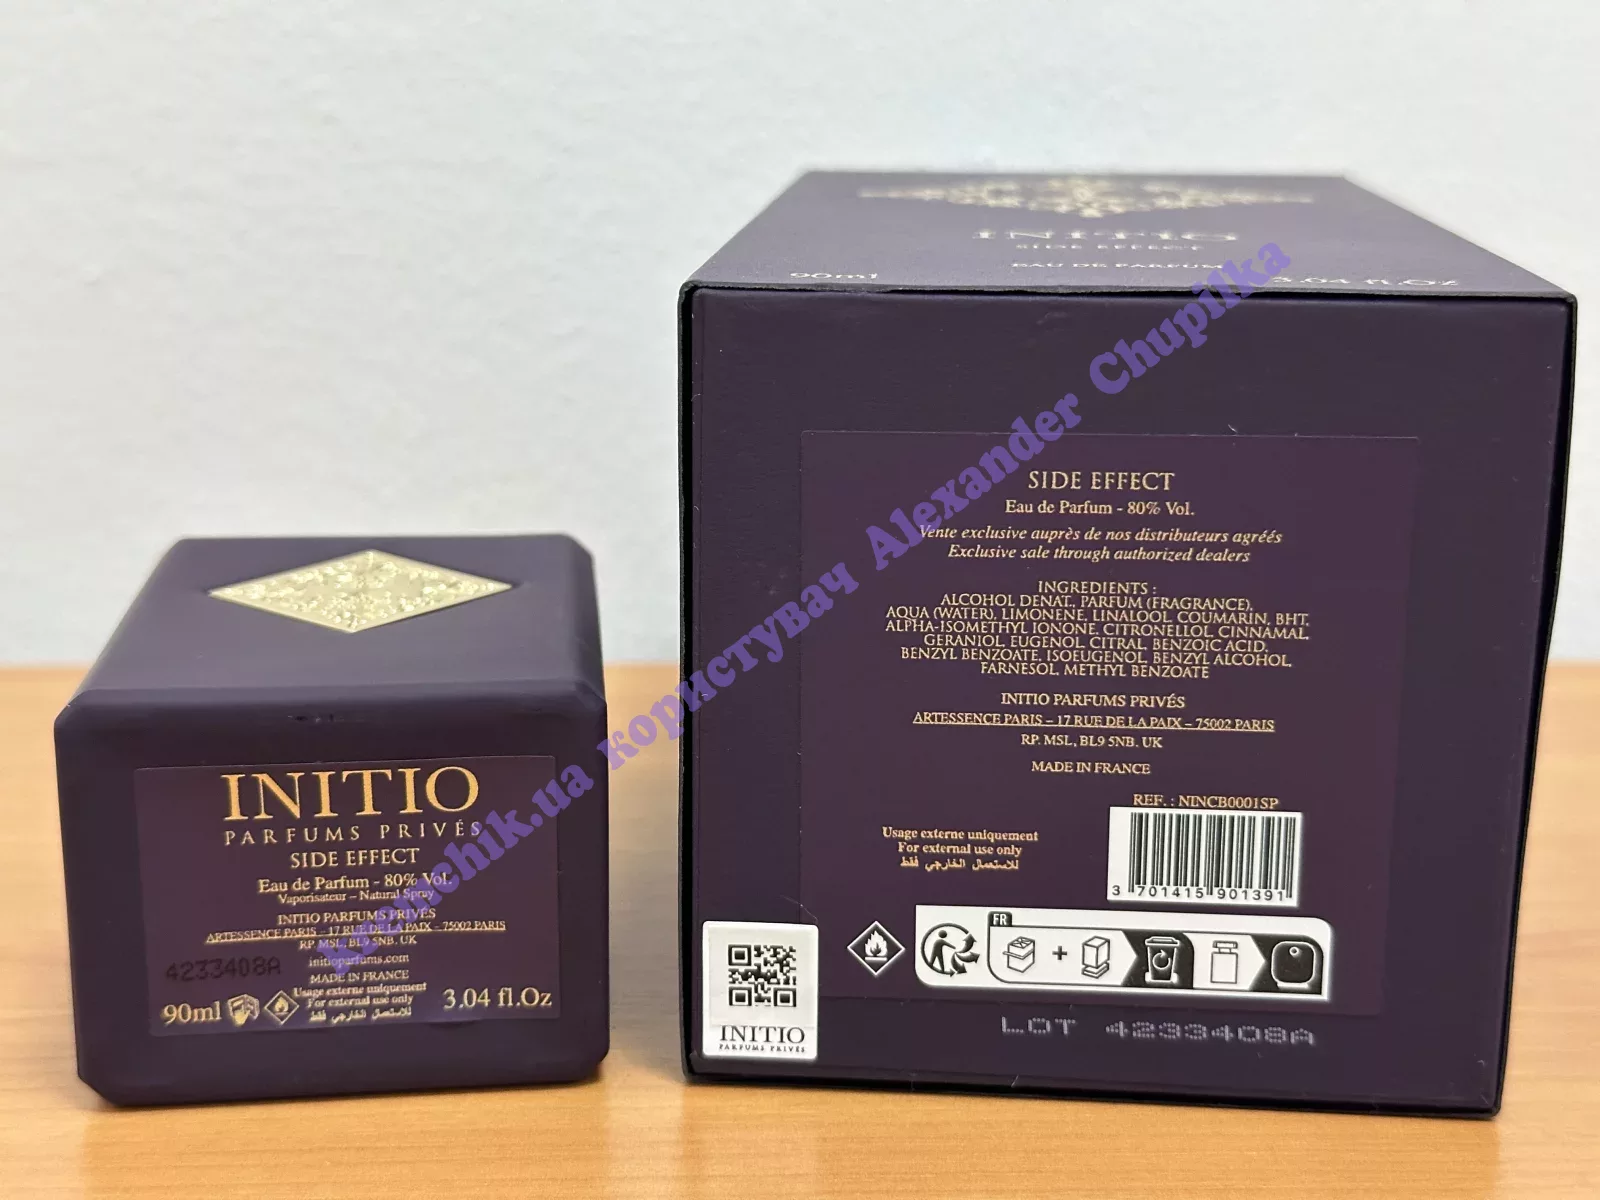 INITIO
SIDE EFFECT
EAU DE PARFUM
90ml 3.04 fl.Oz
SIDE EFFECT
Eau de Parfum - 80% Vol.
Vente exclusive auprès de nos distributeurs agréés
Exclusive sale through authorized dealers
INGREDIENTS :
ALCOHOL DENAT., PARFUM (FRAGRANCE),
AQUA (WATER), LIMONENE, LINALOOL, COUMARIN, BHT,
ALPHA-ISOMETHYL IONONE, CITRONELLOL, CINNAMAL,
GERANIOL, EUGENOL, CITRAL, BENZOIC ACID,
BENZYL BENZOATE, ISOEUGENOL, BENZYL ALCOHOL,
FARNESOL, METHYL BENZOATE
INITIO PARFUMS PRIVÉS
ARTESSENCE PARIS – 17 RUE DE LA PAIX – 75002 PARIS
RP. MSL, BL9 5NB. UK
MADE IN FRANCE
REF. : NINCB0001SP
Usage externe uniquement
For external use only
للاستعمال الخارجي فقط
3 701415 901391
FR
INITIO
PARFUMS PRIVÉS
LOT 4233408A
INITIO
PARFUMS PRIVÉS
SIDE EFFECT
Eau de Parfum - 80% Vol.
Vaporisateur – Natural Spray
INITIO PARFUMS PRIVÉS
ARTESSENCE PARIS – 17 RUE DE LA PAIX – 75002 PARIS
RP. MSL, BL9 5NB. UK
initioparfums.com
4233408A
MADE IN FRANCE
Usage externe uniquement
For external use only
للاستعمال الخارجي فقط
90ml 3.04 fl.Oz
Kupichik.ua користувач Alexander Chupilka